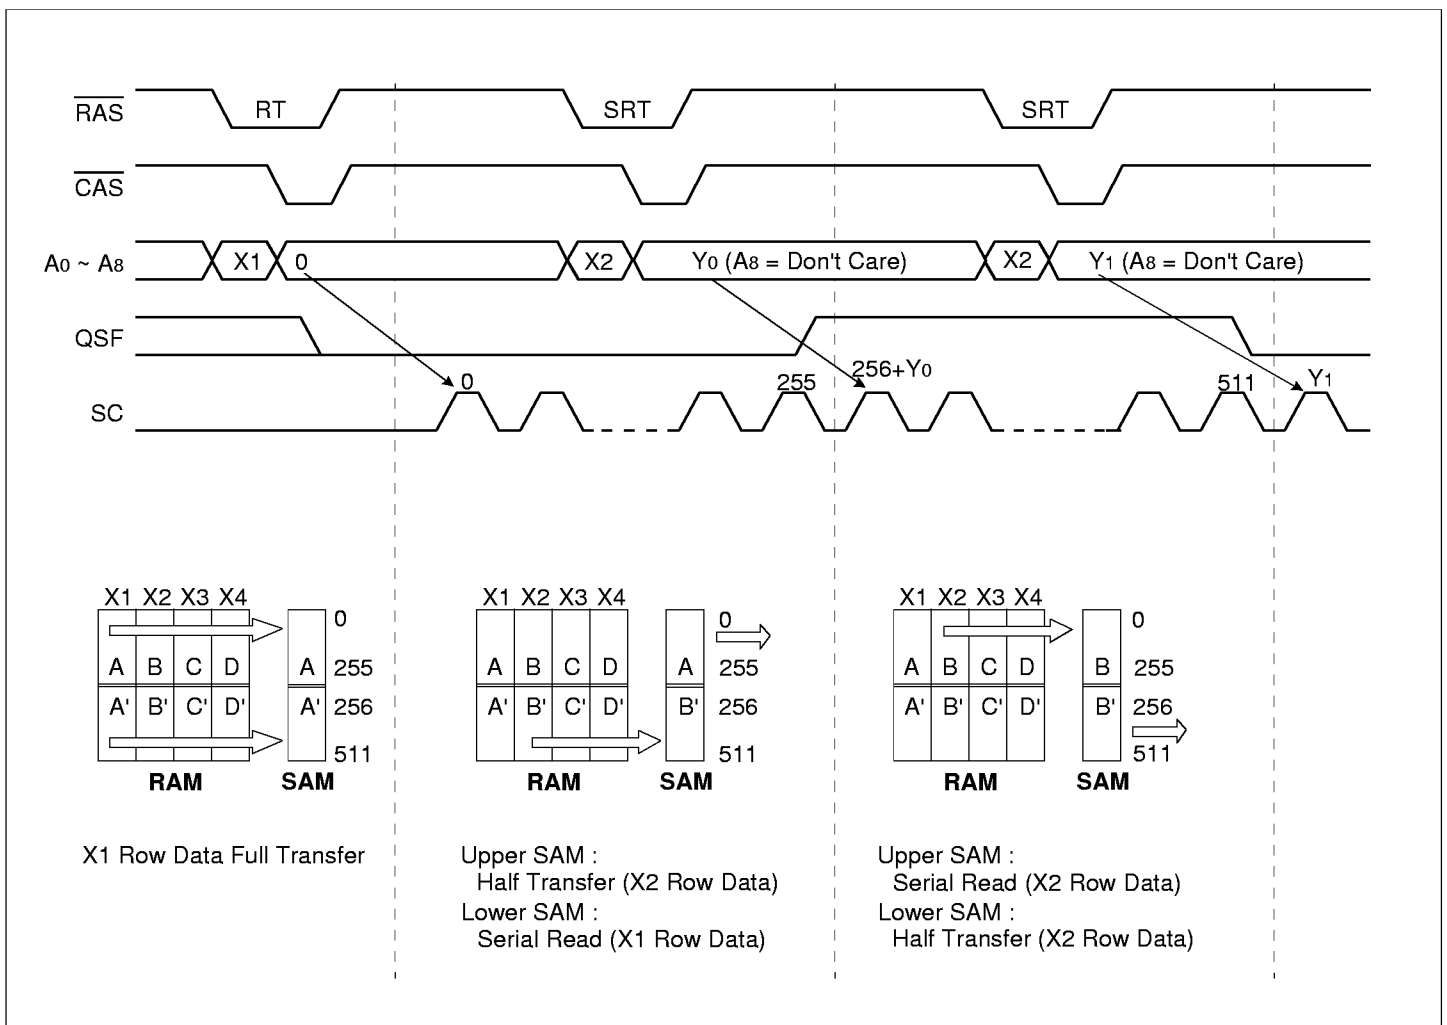 RAS RT SRT SRT
CAS
A0 ~ A8 X1 0 X2 Y0 (A8 = Don't Care) X2 Y1 (A8 = Don't Care)
QSF
SC 0 255 256+Y0 511 Y1
X1 X2 X3 X4
0
A B C D A 255
A' B' C' D' A' 256
511
RAM SAM
X1 Row Data Full Transfer
X1 X2 X3 X4
0
A B C D A 255
A' B' C' D' B' 256
511
RAM SAM
Upper SAM :
Half Transfer (X2 Row Data)
Lower SAM :
Serial Read (X1 Row Data)
X1 X2 X3 X4
0
A B C D B 255
A' B' C' D' B' 256
511
RAM SAM
Upper SAM :
Serial Read (X2 Row Data)
Lower SAM :
Half Transfer (X2 Row Data)